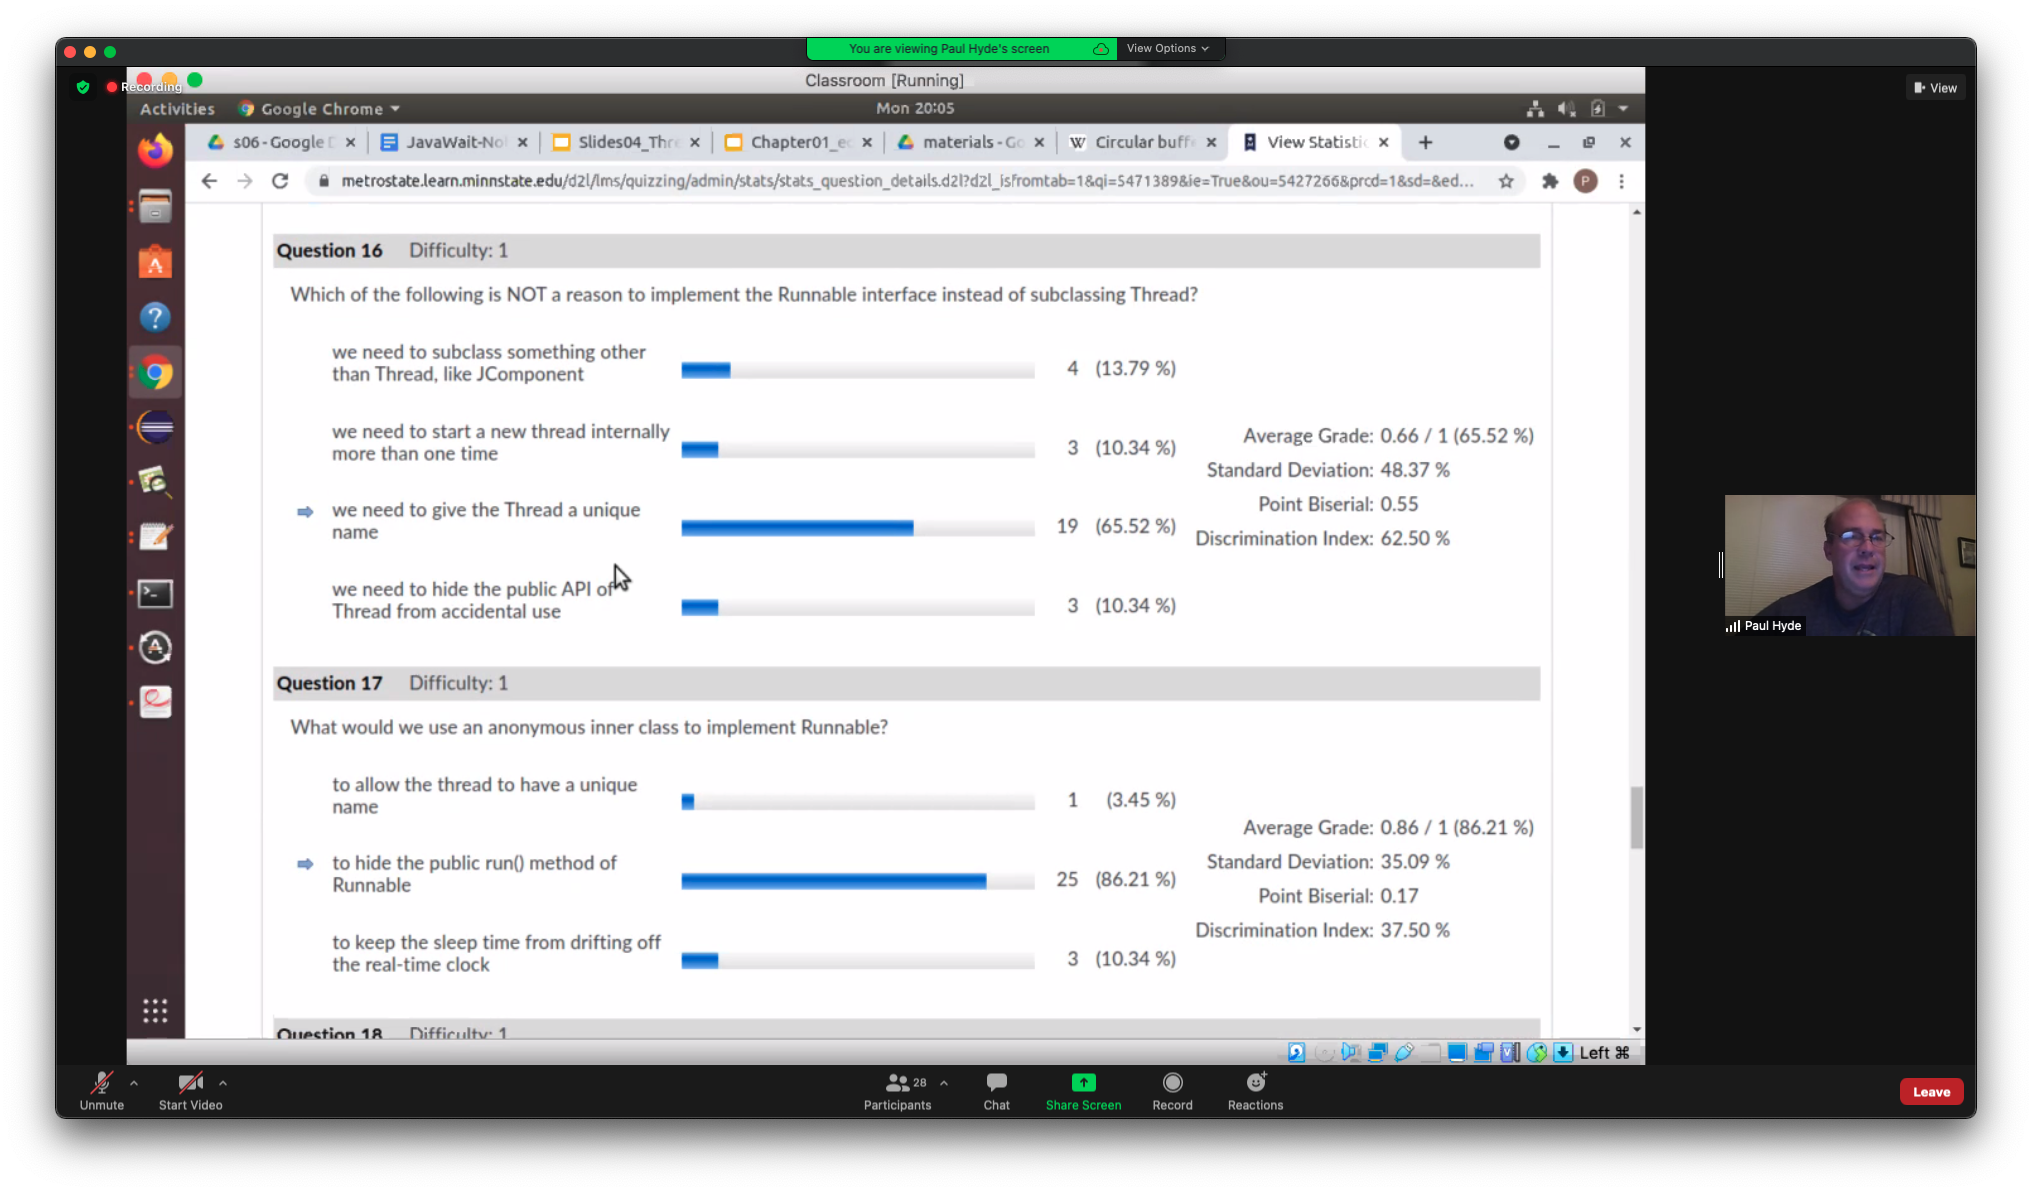 You are viewing Paul Hyde's screen
View Options
Recording
Classroom [Running]
View
Activities
Google Chrome
Mon 20:05
s06 - Google D
JavaWait-No
Slides04_Thre
Chapter01_e
materials - Go
Circular buff
View Statistic
metrostate.learn.minnstate.edu/d2l/lms/quizzing/admin/stats/stats_question_details.d2l?d2l_isfromtab=1&qi=5471389&ie=True&ou=5427266&prcd=1&sd=&ed...
P
Question 16 Difficulty: 1
Which of the following is NOT a reason to implement the Runnable interface instead of subclassing Thread?
we need to subclass something other
than Thread, like JComponent
4 (13.79 %)
we need to start a new thread internally
more than one time
3 (10.34 %)
we need to give the Thread a unique
name
19 (65.52 %)
we need to hide the public API of
Thread from accidental use
3 (10.34 %)
Average Grade: 0.66 / 1 (65.52 %)
Standard Deviation: 48.37 %
Point Biserial: 0.55
Discrimination Index: 62.50 %
Paul Hyde
Question 17 Difficulty: 1
What would we use an anonymous inner class to implement Runnable?
to allow the thread to have a unique
name
1 (3.45 %)
to hide the public run() method of
Runnable
25 (86.21 %)
to keep the sleep time from drifting off
the real-time clock
3 (10.34 %)
Average Grade: 0.86 / 1 (86.21 %)
Standard Deviation: 35.09 %
Point Biserial: 0.17
Discrimination Index: 37.50 %
Question 18 Difficulty: 1
Left ⌘
Unmute
Start Video
28
Participants
Chat
Share Screen
Record
Reactions
Leave